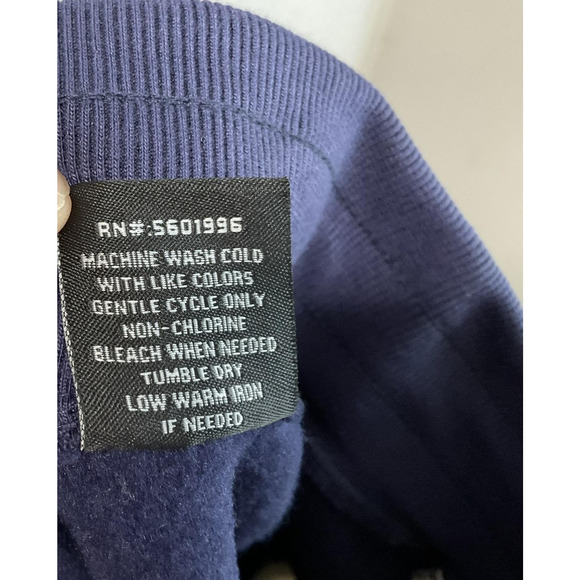 RN#:5601996
MACHINE WASH COLD
WITH LIKE COLORS
GENTLE CYCLE ONLY
NON-CHLORINE
BLEACH WHEN NEEDED
TUMBLE DRY
LOW WARM IRON
IF NEEDED